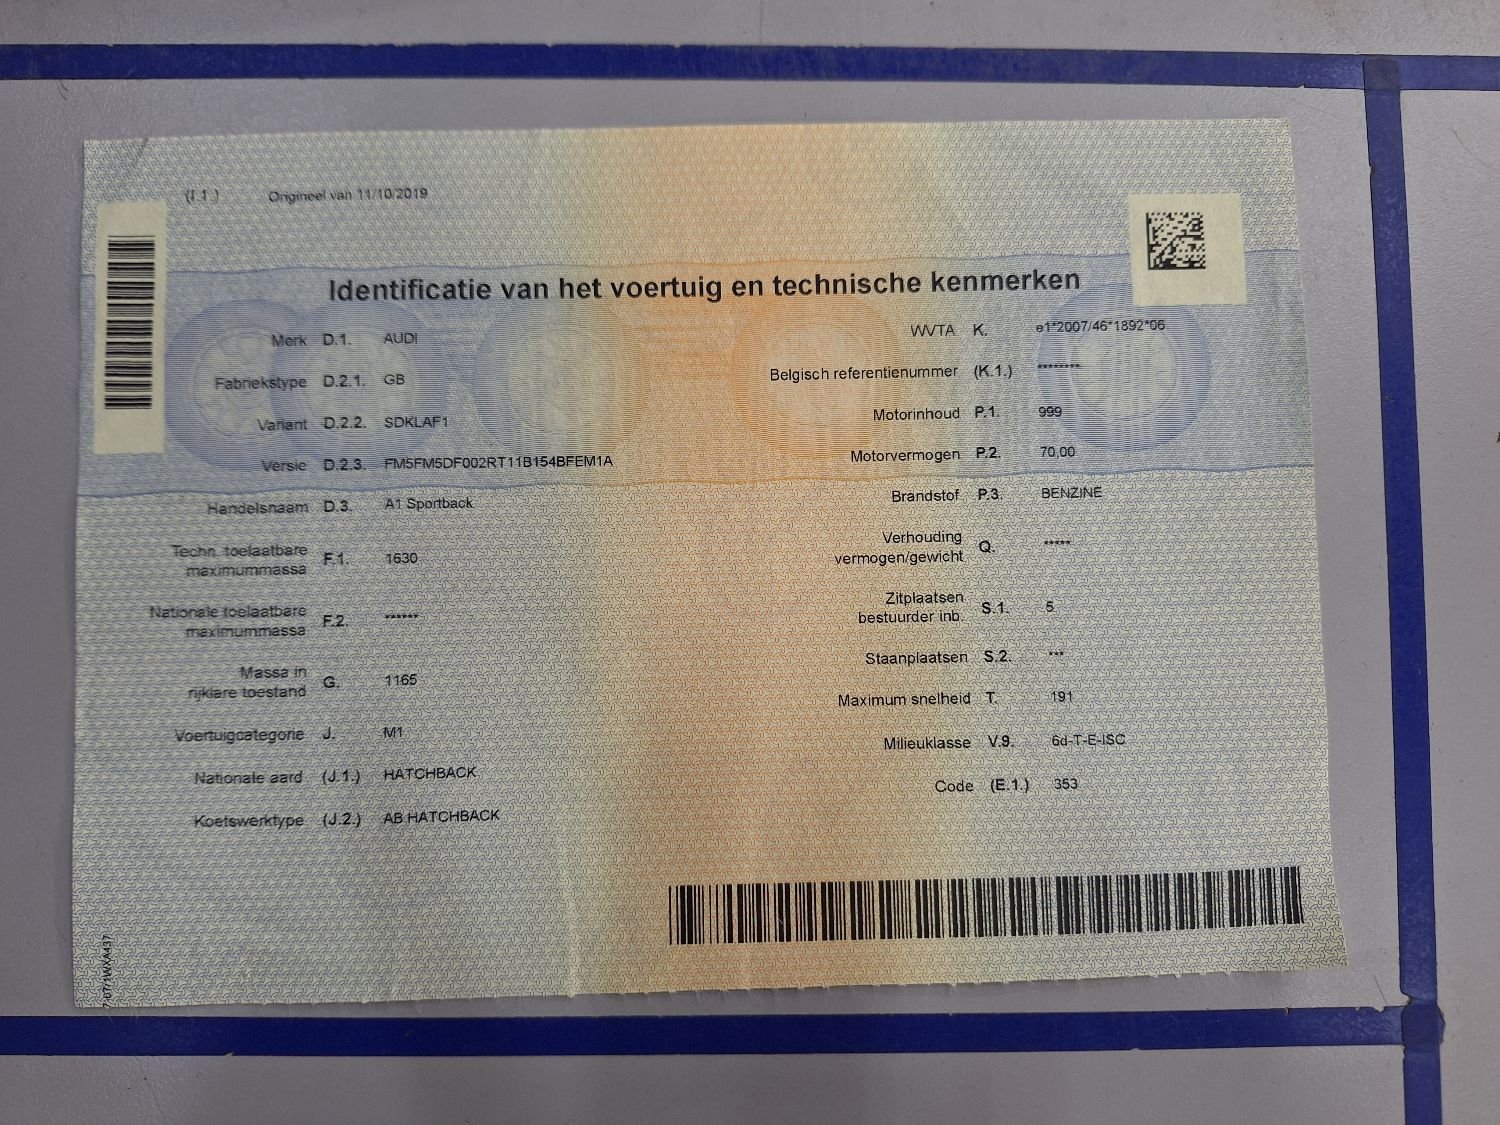 (I.1.) Origineel van 11/10/2019
Identificatie van het voertuig en technische kenmerken
Merk D.1. AUDI
Fabriekstype D.2.1. GB
Variant D.2.2. SDKLAF1
Versie D.2.3. FM5FM5DF002RT11B154BFEM1A
Handelsnaam D.3. A1 Sportback
Techn. toelaatbare
maximummassa F.1. 1630
Nationale toelaatbare
maximummassa F.2. ******
Massa in
rijklare toestand G. 1165
Voertuigcategorie J. M1
Nationale aard (J.1.) HATCHBACK
Koetswerktype (J.2.) AB HATCHBACK
WVTA K. e1*2007/46*1892*06
Belgisch referentienummer (K.1.) ********
Motorinhoud P.1. 999
Motorvermogen P.2. 70,00
Brandstof P.3. BENZINE
Verhouding
vermogen/gewicht Q. *****
Zitplaatsen
bestuurder inb. S.1. 5
Staanplaatsen S.2. ***
Maximum snelheid T. 191
Milieuklasse V.9. 6d-T-E-ISC
Code (E.1.) 353